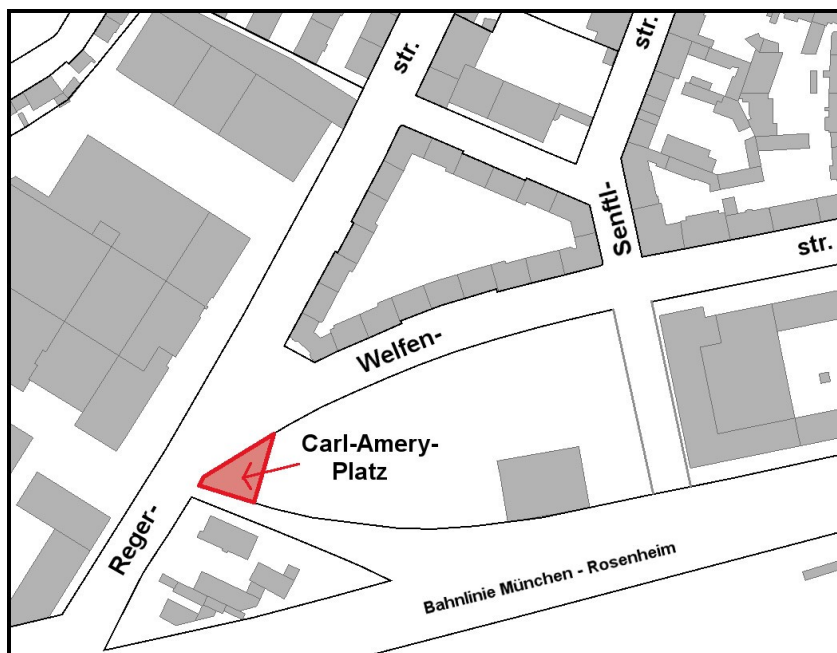 str.
str.
Senftl-
str.
Welfen-
Carl-Amery-
Platz
Reger-
Bahnlinie München - Rosenheim